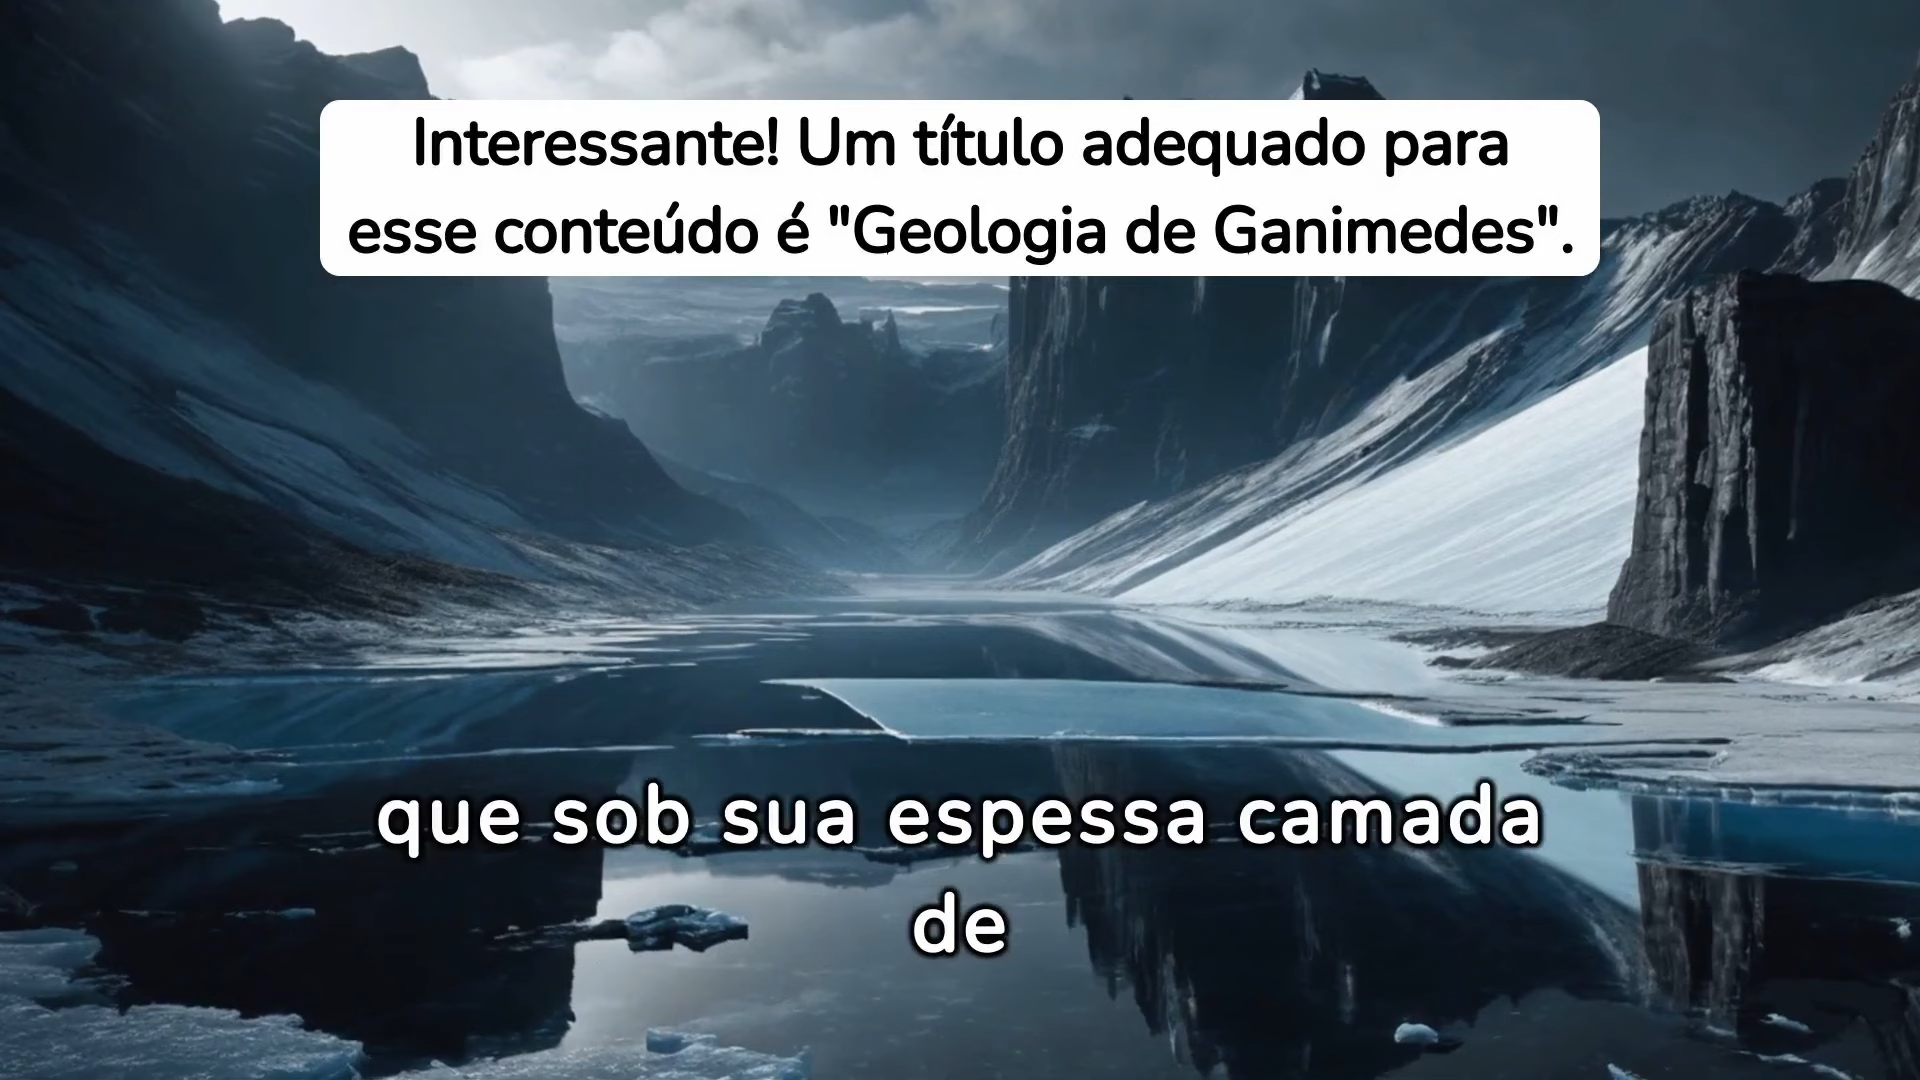 Interessante! Um título adequado para
esse conteúdo é "Geologia de Ganimedes".
que sob sua espessa camada
de